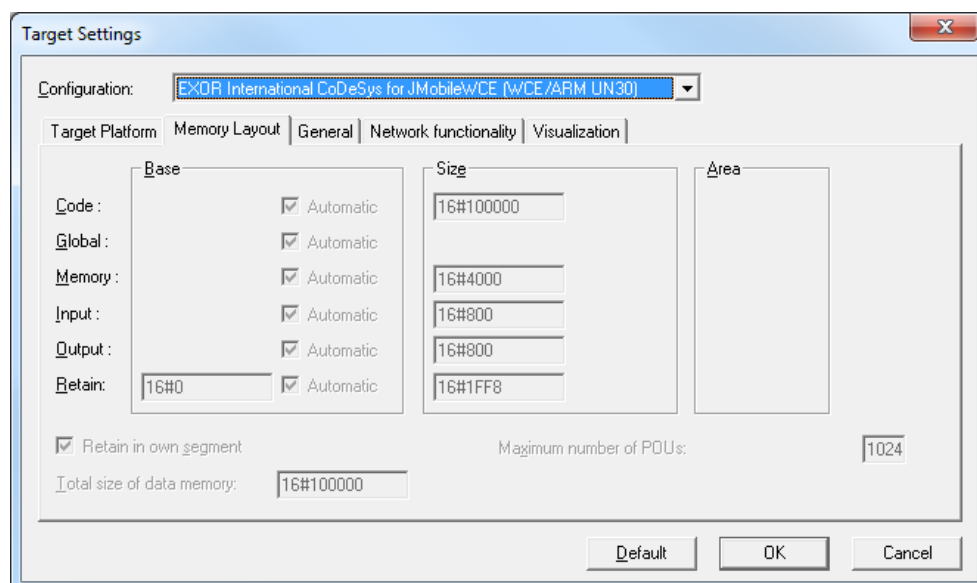 Target Settings
Configuration: EXOR International CoDeSys for JMobileWCE (WCE/ARM UN30)
Target Platform Memory Layout General Network functionality Visualization
Base Size Area
Code : Automatic 16#100000
Global : Automatic
Memory : Automatic 16#4000
Input : Automatic 16#800
Output : Automatic 16#800
Retain: 16#0 Automatic 16#1FF8
Retain in own segment Maximum number of POUs: 1024
Total size of data memory: 16#100000
Default OK Cancel